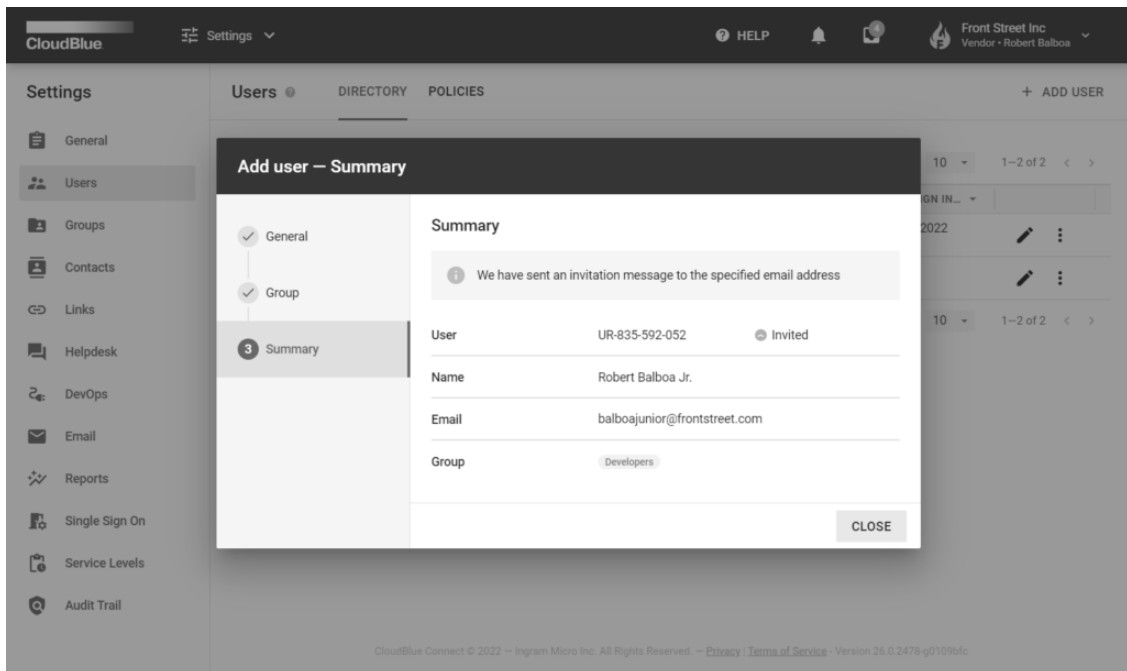 CloudBlue
Settings
HELP
4
Front Street Inc
Vendor • Robert Balboa
Settings
General
Users
Groups
Contacts
Links
Helpdesk
DevOps
Email
Reports
Single Sign On
Service Levels
Audit Trail
Users
DIRECTORY
POLICIES
+ ADD USER
10
1–2 of 2
IGN IN...
2022
10
1–2 of 2
Add user — Summary
General
Group
3 Summary
Summary
We have sent an invitation message to the specified email address
User UR-835-592-052 Invited
Name Robert Balboa Jr.
Email balboajunior@frontstreet.com
Group Developers
CLOSE
CloudBlue Connect © 2022 — Ingram Micro Inc. All Rights Reserved. — Privacy | Terms of Service - Version 26.0.2478-g0109bfc